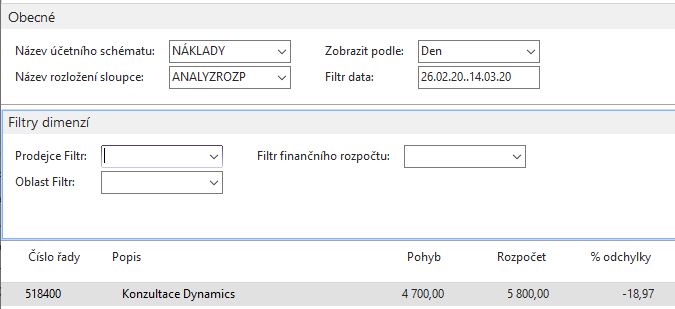 Obecné
Název účetního schématu: NÁKLADY Zobrazit podle: Den
Název rozložení sloupce: ANALYZROZP Filtr data: 26.02.20..14.03.20
Filtry dimenzí
Prodejce Filtr: Filtr finančního rozpočtu:
Oblast Filtr:
Číslo řady Popis Pohyb Rozpočet % odchylky
518400 Konzultace Dynamics 4 700,00 5 800,00 -18,97